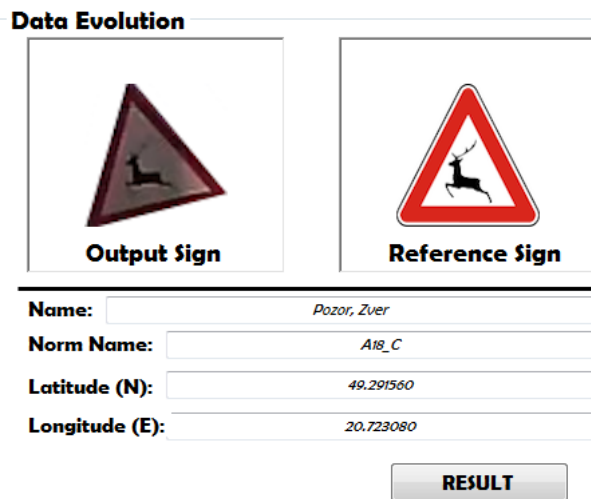 Data Evolution
Output Sign
Reference Sign
Name: Pozor, Zver
Norm Name: A18_C
Latitude (N): 49.291560
Longitude (E): 20.723080
RESULT